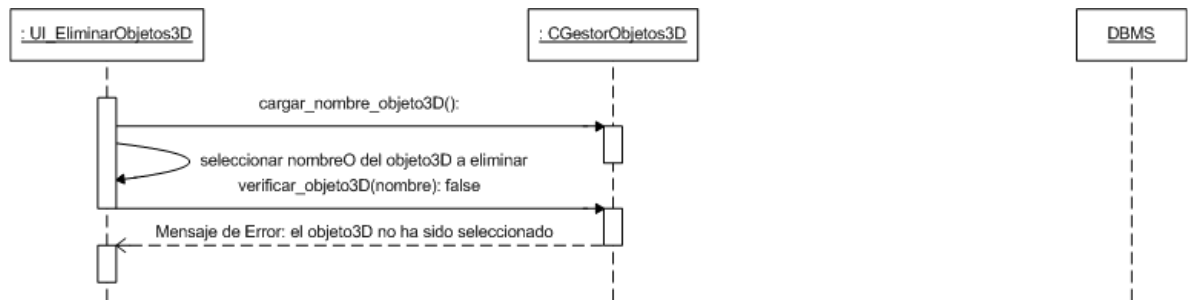 : UI_EliminarObjetos3D
: CGestorObjetos3D
DBMS
cargar_nombre_objeto3D():
seleccionar nombreO del objeto3D a eliminar
verificar_objeto3D(nombre): false
Mensaje de Error: el objeto3D no ha sido seleccionado